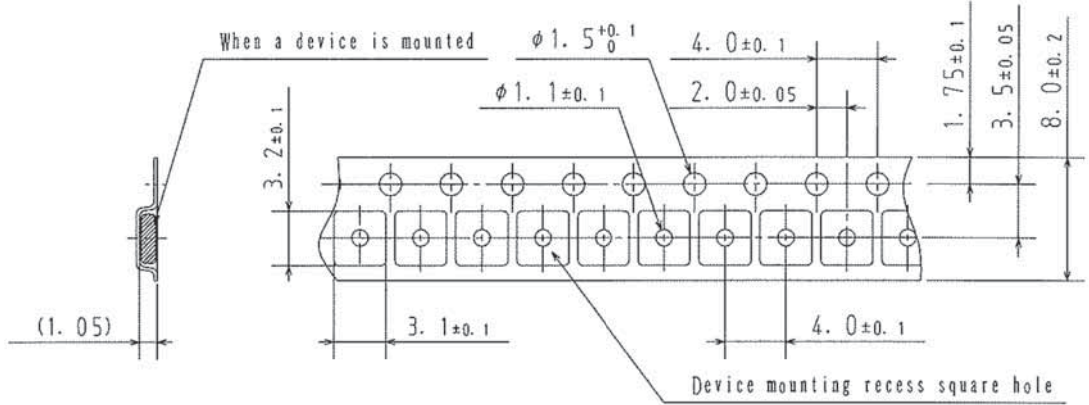 When a device is mounted
φ1.5 +0.1 0
4.0±0.1
φ1.1±0.1
2.0±0.05
1.75±0.1
3.5±0.05
8.0±0.2
3.2±0.1
(1.05)
3.1±0.1
4.0±0.1
Device mounting recess square hole